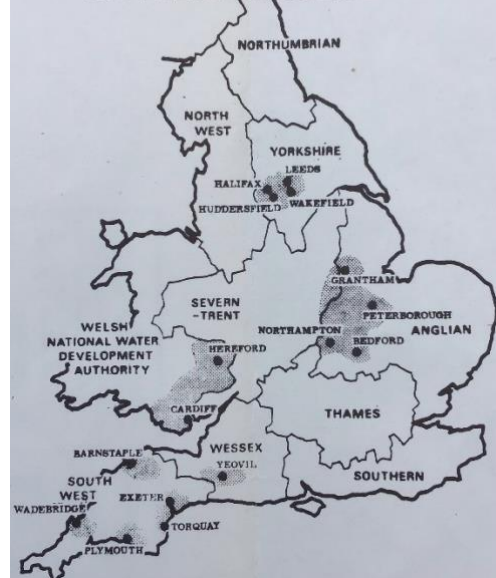 NORTHUMBRIAN
NORTH
WEST
YORKSHIRE
LEEDS
HALIFAX
WAKEFIELD
HUDDERSFIELD
GRANTHAM
SEVERN
-TRENT
PETERBOROUGH
ANGLIAN
WELSH
NATIONAL WATER
DEVELOPMENT
AUTHORITY
NORTHAMPTON
BEDFORD
HEREFORD
CARDIFF
THAMES
BARNSTAPLE
WESSEX
YEOVIL
SOUTHERN
SOUTH
WEST
EXETER
WADEBRIDGE
TORQUAY
PLYMOUTH